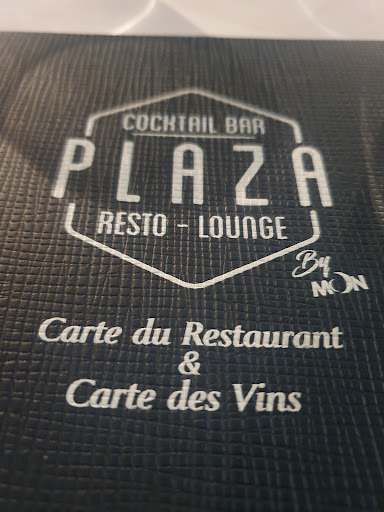 COCKTAIL BAR
PLAZA
RESTO - LOUNGE
By
MON
Carte du Restaurant
&
Carte des Vins